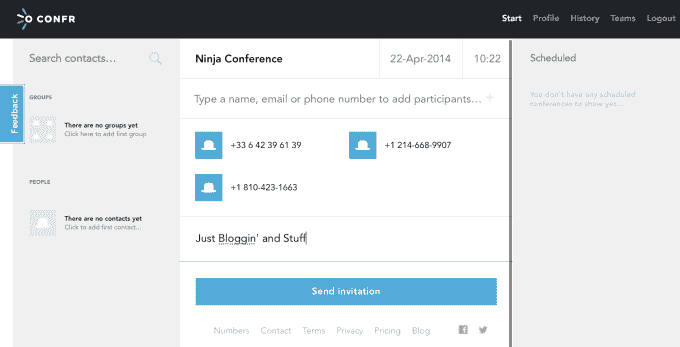 CONFR
Start Profile History Teams Logout
Search contacts...
Ninja Conference 22-Apr-2014 10:22
Scheduled
Type a name, email or phone number to add participants...
You don't have any scheduled
conferences to show yet...
GROUPS
Feedback
There are no groups yet
Click here to add first group
+33 6 42 39 61 39 +1 214-668-9907
PEOPLE
+1 810-423-1663
There are no contacts yet
Click to add first contact...
Just Bloggin' and Stuff
Send invitation
Numbers Contact Terms Privacy Pricing Blog